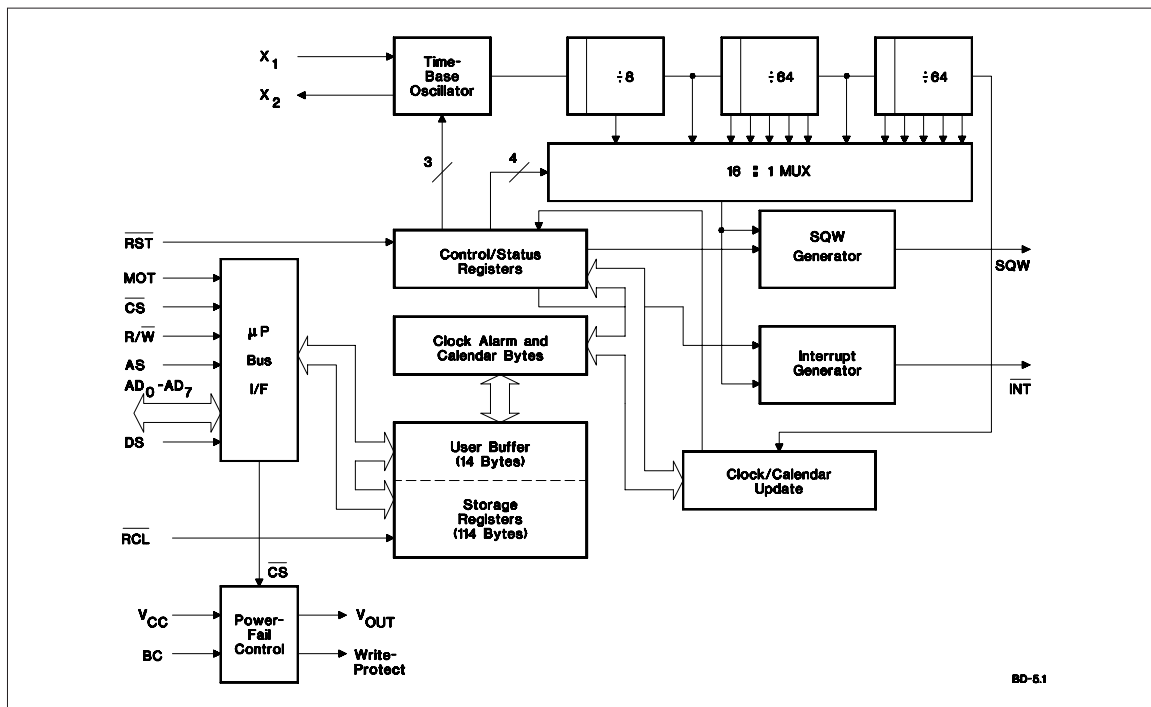 X1
X2
Time-
Base
Oscillator
÷8
÷64
÷64
3
4
16 : 1 MUX
RST
Control/Status
Registers
SQW
Generator
SQW
MOT
CS
R/W
AS
AD0-AD7
DS
µP
Bus
I/F
Clock Alarm and
Calendar Bytes
Interrupt
Generator
INT
User Buffer
(14 Bytes)
Storage
Registers
(114 Bytes)
Clock/Calendar
Update
RCL
CS
VCC
BC
Power-
Fail
Control
VOUT
Write-
Protect
BD-5.1